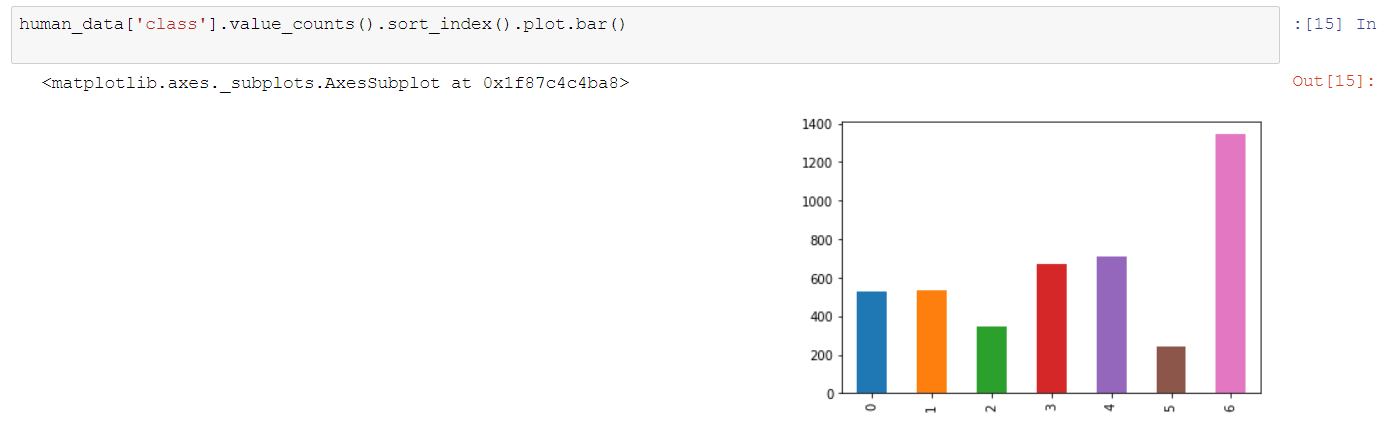 human_data['class'].value_counts().sort_index().plot.bar()
:[15] In
<matplotlib.axes._subplots.AxesSubplot at 0x1f87c4c4ba8>
Out[15]:
1400
1200
1000
800
600
400
200
0
0 1 2 3 4 5 6